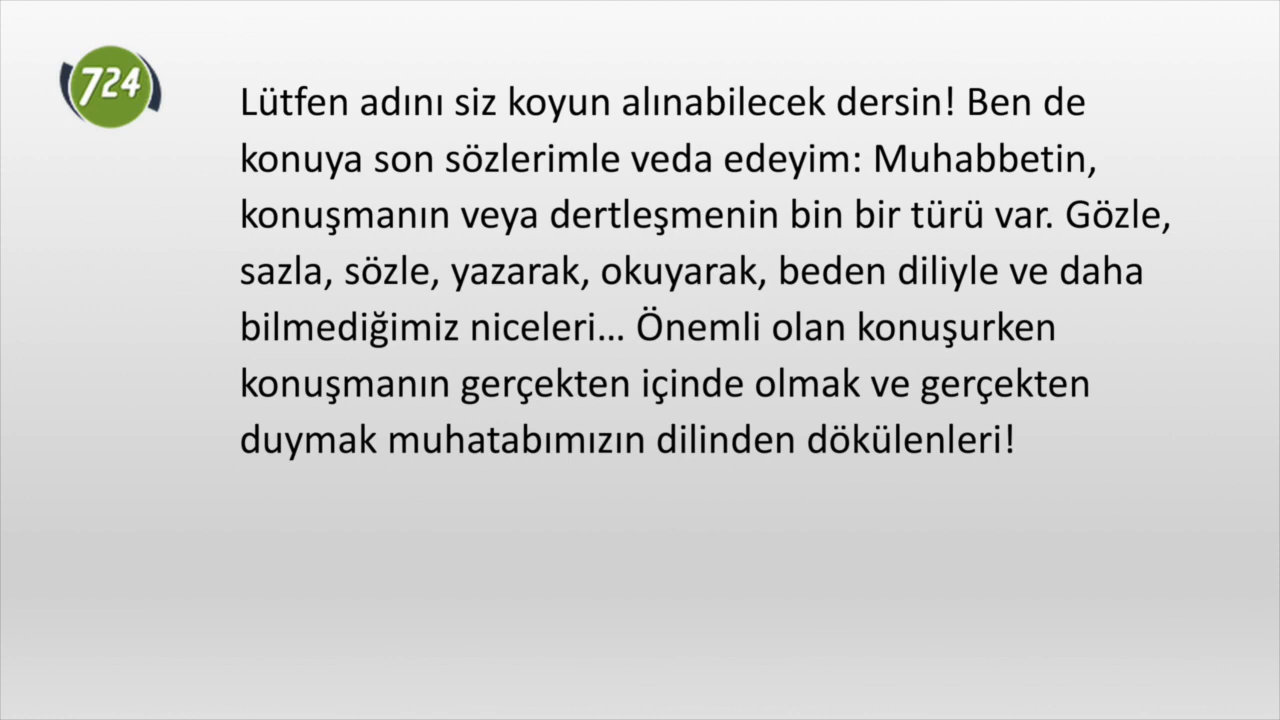 724
Lütfen adını siz koyun alınabilecek dersin! Ben de
konuya son sözlerimle veda edeyim: Muhabbetin,
konuşmanın veya dertleşmenin bin bir türü var. Gözle,
sazla, sözle, yazarak, okuyarak, beden diliyle ve daha
bilmediğimiz niceleri… Önemli olan konuşurken
konuşmanın gerçekten içinde olmak ve gerçekten
duymak muhatabımızın dilinden dökülenleri!